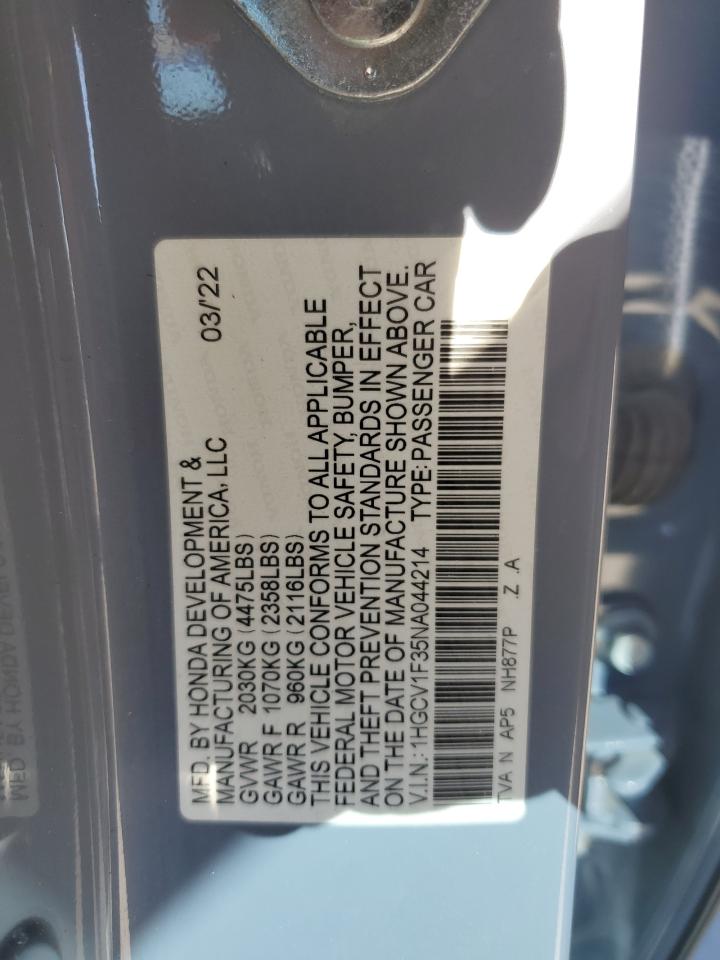 MFD. BY HONDA DEVELOPMENT & 03/'22
MANUFACTURING OF AMERICA, LLC
GVWR 2030KG (4475LBS)
GAWR F 1070KG (2358LBS)
GAWR R 960KG (2116LBS)
THIS VEHICLE CONFORMS TO ALL APPLICABLE
FEDERAL MOTOR VEHICLE SAFETY, BUMPER,
AND THEFT PREVENTION STANDARDS IN EFFECT
ON THE DATE OF MANUFACTURE SHOWN ABOVE.
V.I.N.:1HGCV1F35NA044214 TYPE:PASSENGER CAR
TVA N AP5 NH877P .Z .A